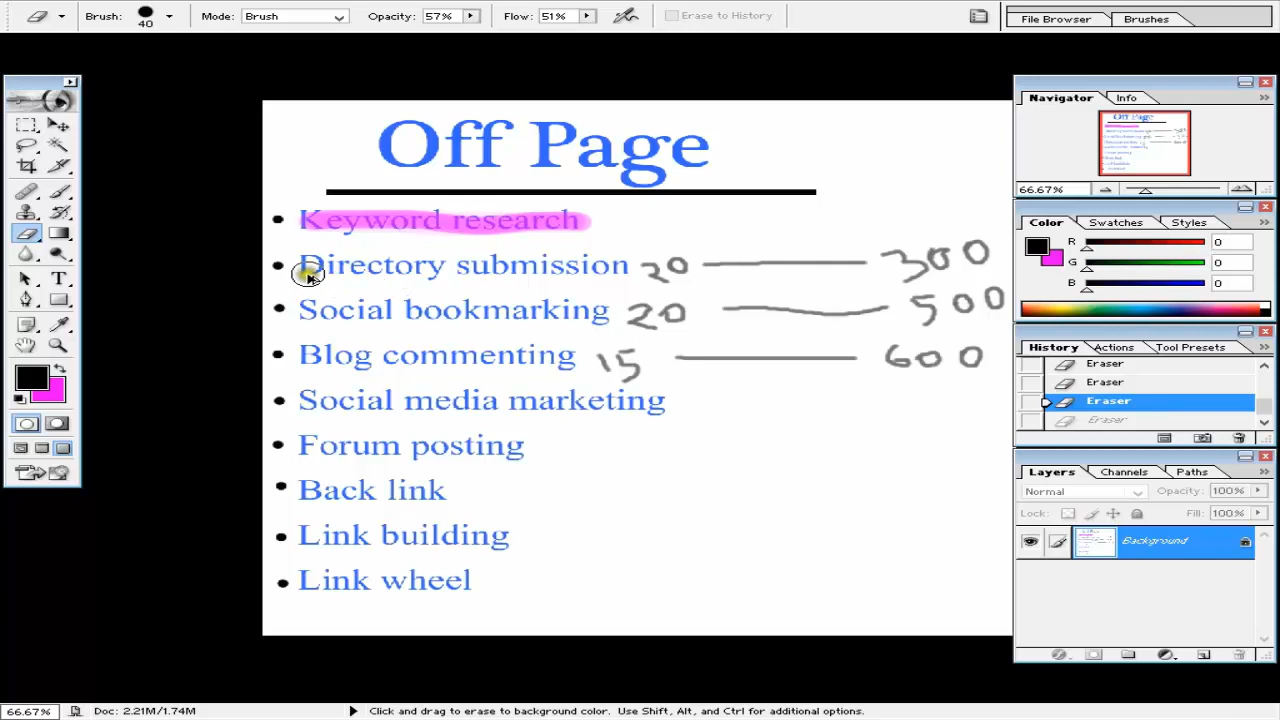 Brush: 40 Mode: Brush Opacity: 57% Flow: 51% Erase to History File Browser Brushes
Off Page
• Keyword research
• Directory submission 20 300
• Social bookmarking 20 500
• Blog commenting 15 600
• Social media marketing
• Forum posting
• Back link
• Link building
• Link wheel
Navigator Info
66.67%
Color Swatches Styles
R 0
G 0
B 0
History Actions Tool Presets
Eraser
Eraser
Eraser
Eraser
Layers Channels Paths
Normal Opacity: 100%
Lock: Fill: 100%
Background
66.67% Doc: 2.21M/1.74M Click and drag to erase to background color. Use Shift, Alt, and Ctrl for additional options.